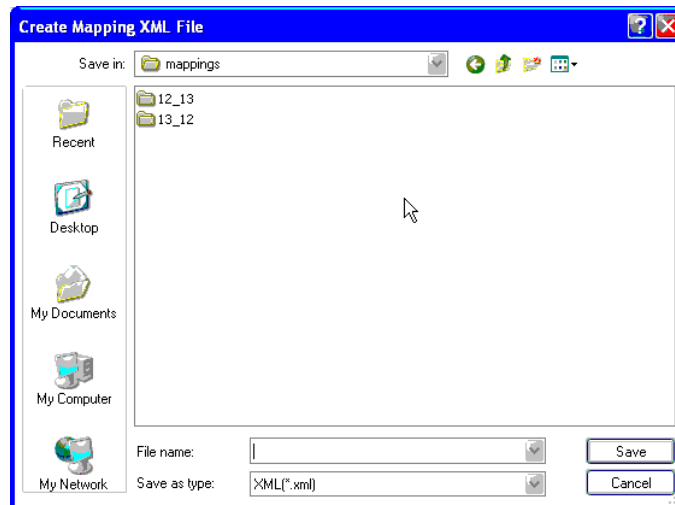 Create Mapping XML File
Save in: mappings
12_13
13_12
Recent
Desktop
My Documents
My Computer
My Network
File name:
Save
Save as type: XML(*.xml)
Cancel